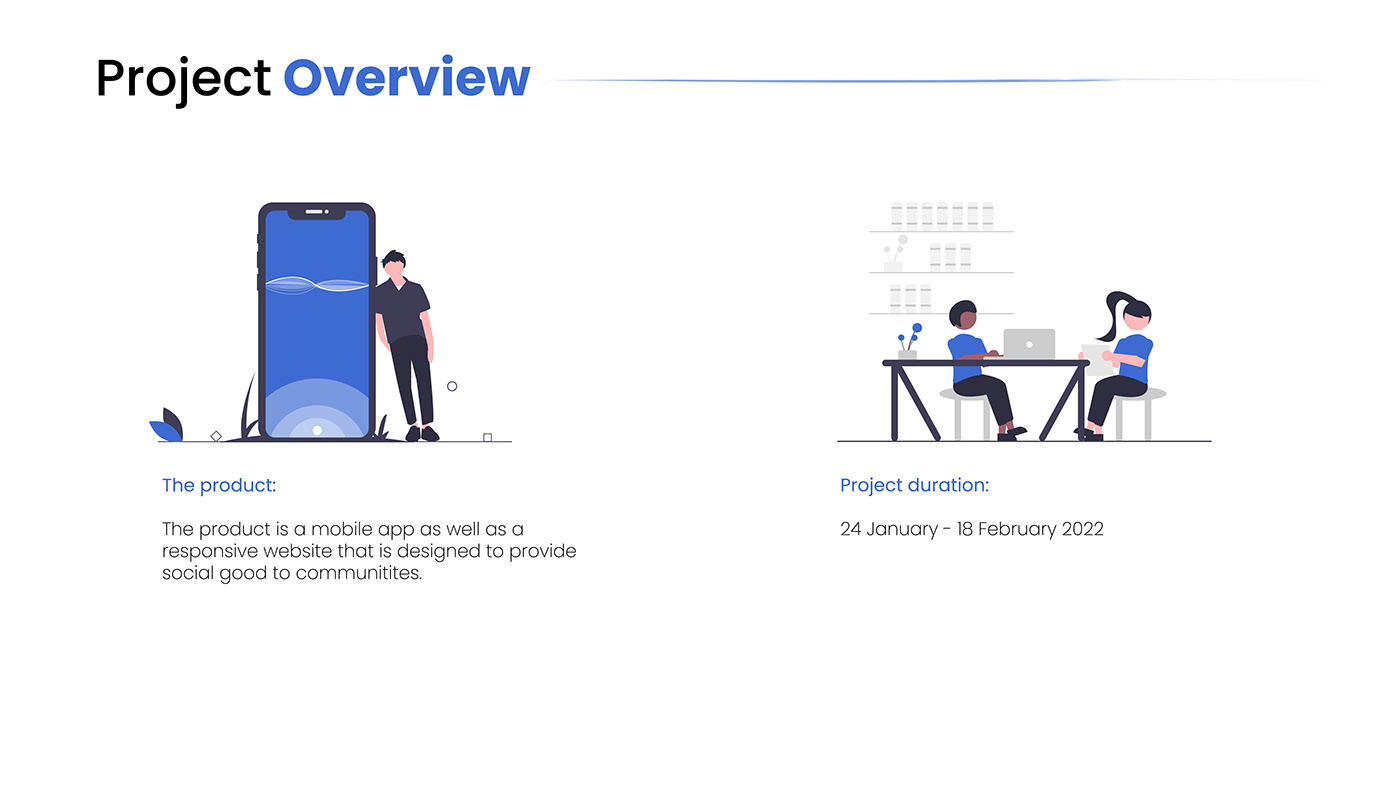 Project Overview
The product:
The product is a mobile app as well as a
responsive website that is designed to provide
social good to communitites.
Project duration:
24 January - 18 February 2022